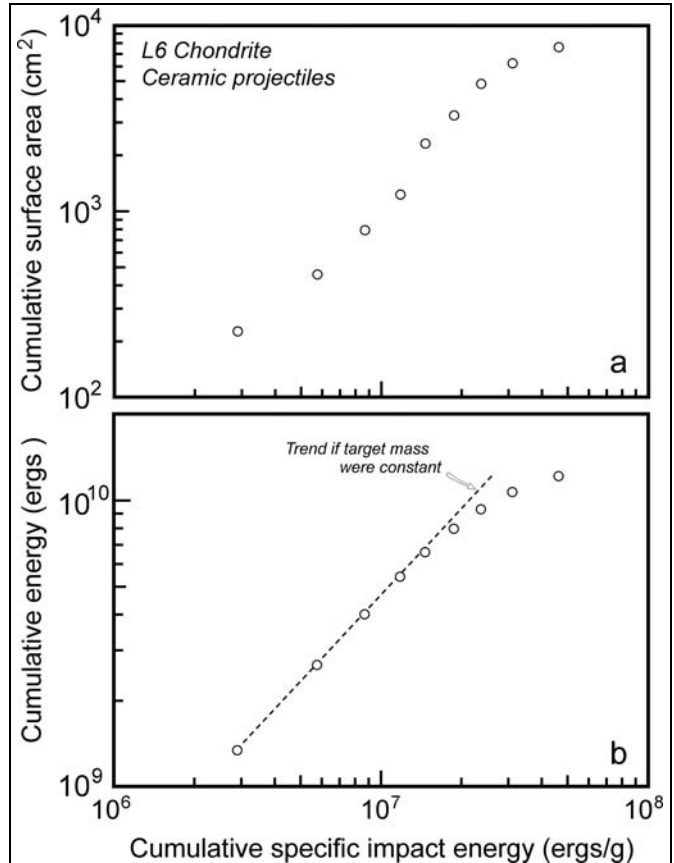 L6 Chondrite
Ceramic projectiles
Cumulative surface area (cm²)
10⁴
10³
10²
a
Trend if target mass
were constant
Cumulative energy (ergs)
10¹⁰
10⁹
b
10⁶ 10⁷ 10⁸
Cumulative specific impact energy (ergs/g)